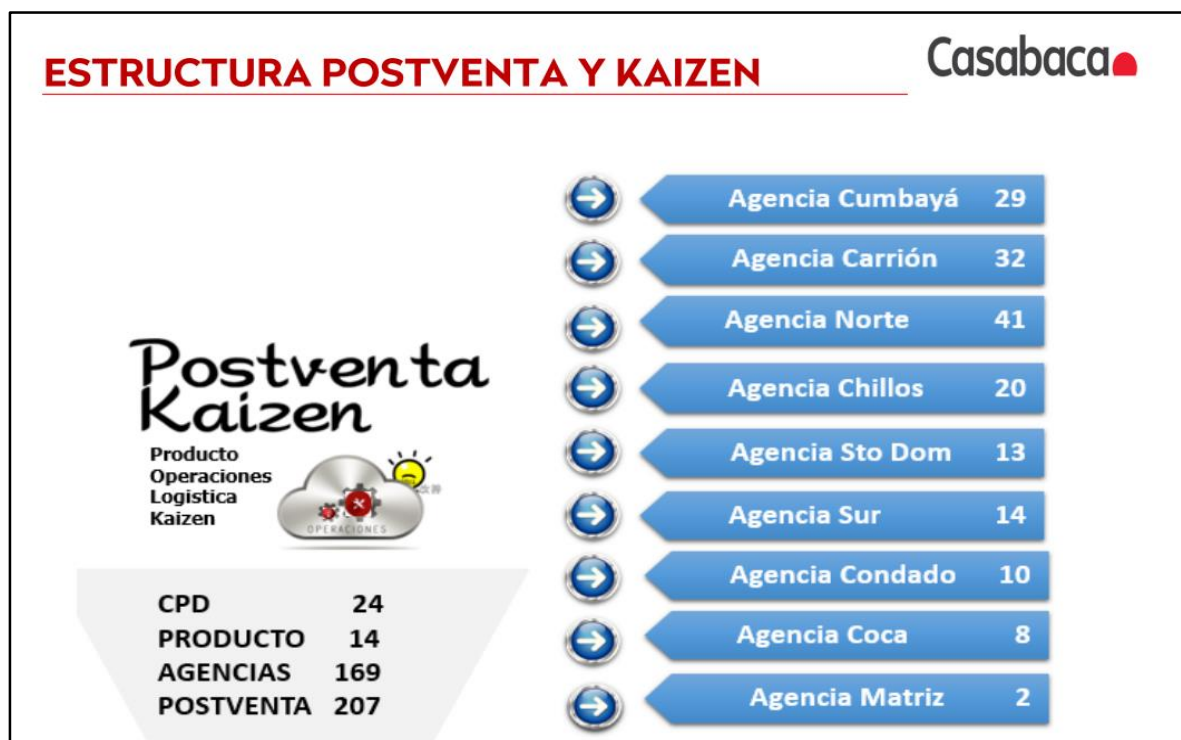 ESTRUCTURA POSTVENTA Y KAIZEN
Casabaca
Agencia Cumbayá 29
Agencia Carrión 32
Agencia Norte 41
Agencia Chillos 20
Agencia Sto Dom 13
Agencia Sur 14
Agencia Condado 10
Agencia Coca 8
Agencia Matriz 2
Postventa
Kaizen
Producto
Operaciones
Logistica
Kaizen
OPERACIONES
CPD 24
PRODUCTO 14
AGENCIAS 169
POSTVENTA 207